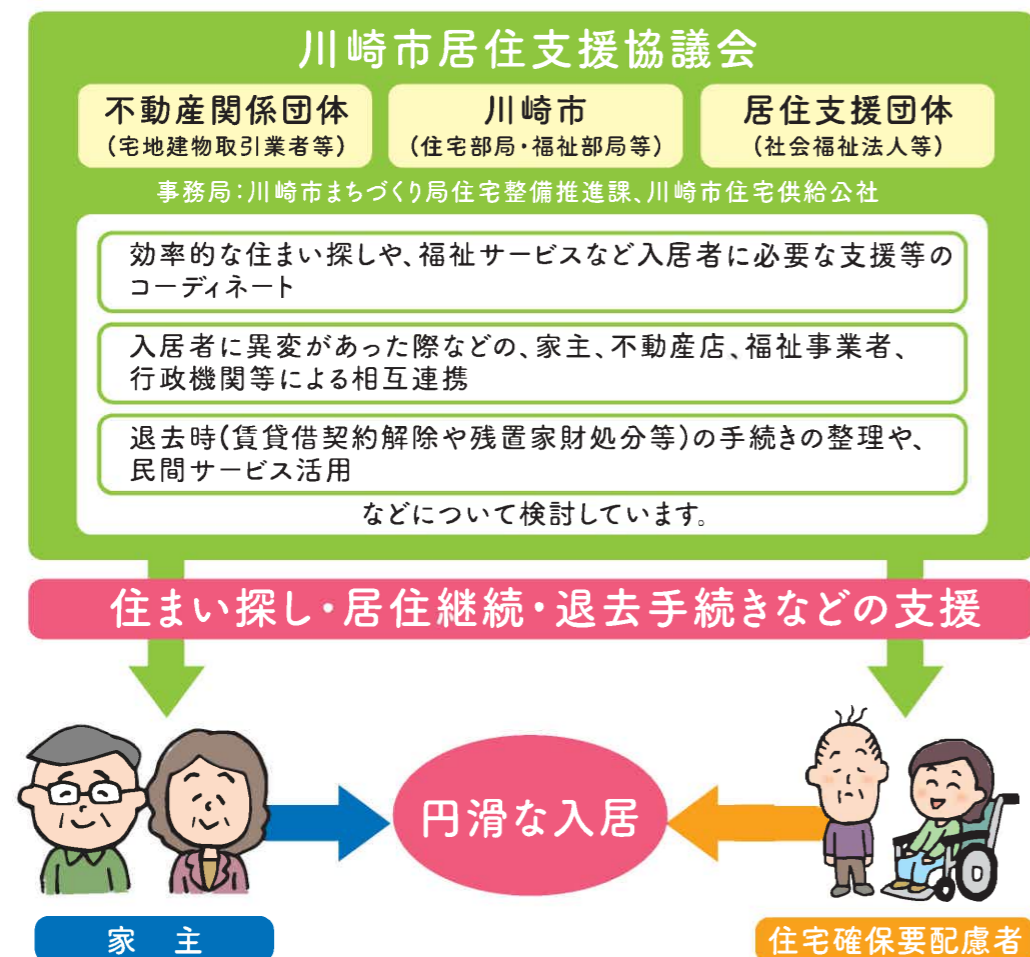 川崎市居住支援協議会
不動産関係団体
(宅地建物取引業者等)
川崎市
(住宅部局・福祉部局等)
居住支援団体
(社会福祉法人等)
事務局:川崎市まちづくり局住宅整備推進課、川崎市住宅供給公社
効率的な住まい探しや、福祉サービスなど入居者に必要な支援等の
コーディネート
入居者に異変があった際などの、家主、不動産店、福祉事業者、
行政機関等による相互連携
退去時(賃貸借契約解除や残置家財処分等)の手続きの整理や、
民間サービス活用
などについて検討しています。
住まい探し・居住継続・退去手続きなどの支援
円滑な入居
家 主
住宅確保要配慮者